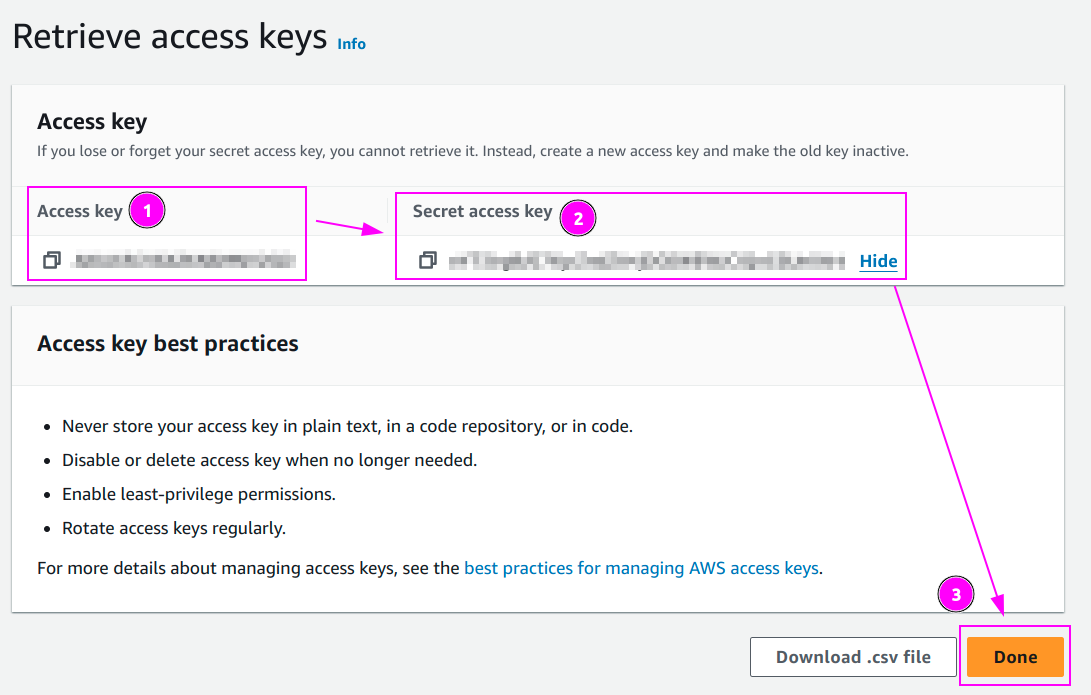 Retrieve access keys Info
Access key
If you lose or forget your secret access key, you cannot retrieve it. Instead, create a new access key and make the old key inactive.
Access key 1
Secret access key 2
Hide
Access key best practices
• Never store your access key in plain text, in a code repository, or in code.
• Disable or delete access key when no longer needed.
• Enable least-privilege permissions.
• Rotate access keys regularly.
For more details about managing access keys, see the best practices for managing AWS access keys.
3
Download .csv file
Done